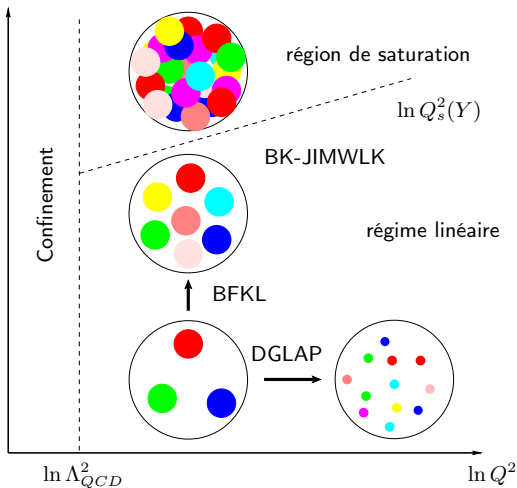 région de saturation
ln Q_s^2(Y)
BK-JIMWLK
Confinement
régime linéaire
BFKL
DGLAP
ln Λ_{QCD}^2
ln Q^2